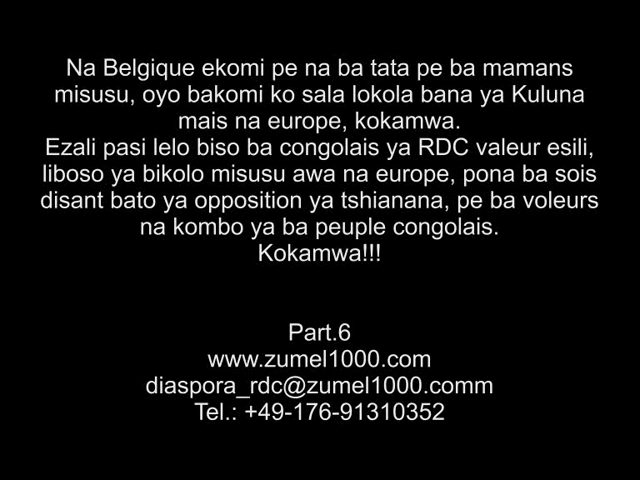 Na Belgique ekomi pe na ba tata pe ba mamans
misusu, oyo bakomi ko sala lokola bana ya Kuluna
mais na europe, kokamwa.
Ezali pasi lelo biso ba congolais ya RDC valeur esili,
liboso ya bikolo misusu awa na europe, pona ba sois
disant bato ya opposition ya tshianana, pe ba voleurs
na kombo ya ba peuple congolais.
Kokamwa!!!
Part.6
www.zumel1000.com
diaspora_rdc@zumel1000.comm
Tel.: +49-176-91310352